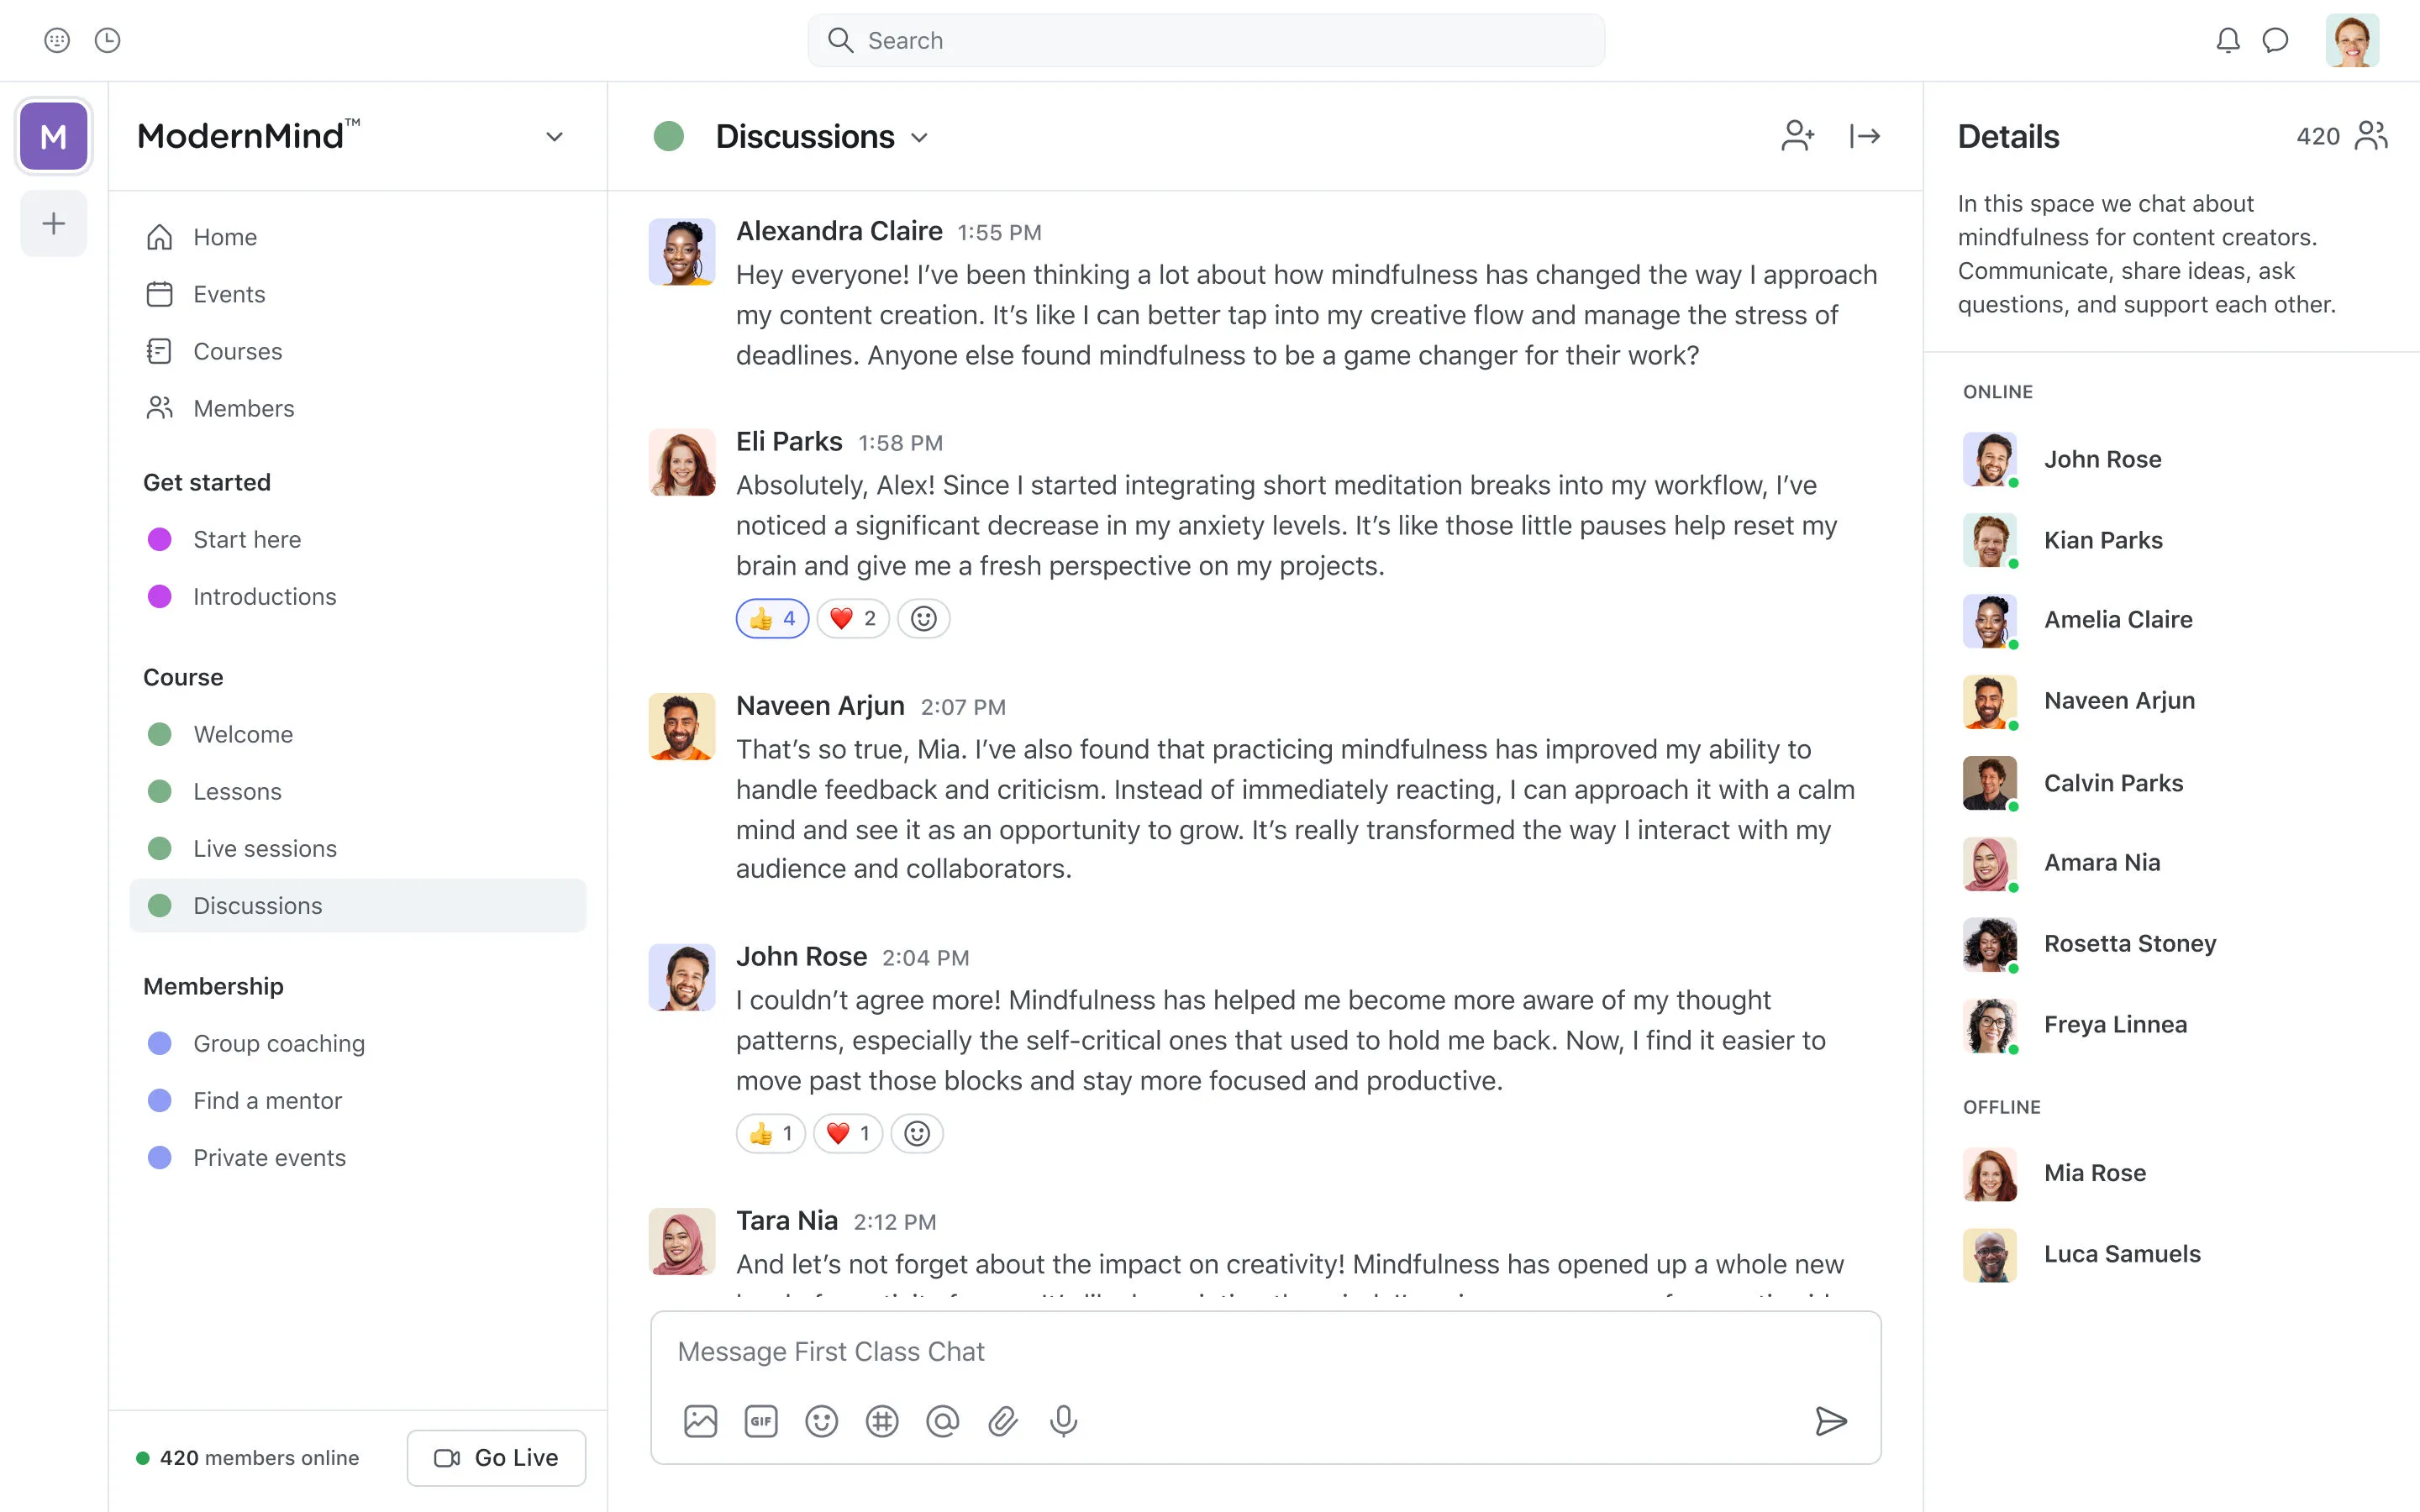 Search
M
ModernMind™
Home
Events
Courses
Members
Get started
Start here
Introductions
Course
Welcome
Lessons
Live sessions
Discussions
Membership
Group coaching
Find a mentor
Private events
420 members online
Go Live
Discussions
Alexandra Claire 1:55 PM
Hey everyone! I’ve been thinking a lot about how mindfulness has changed the way I approach
my content creation. It’s like I can better tap into my creative flow and manage the stress of
deadlines. Anyone else found mindfulness to be a game changer for their work?
Eli Parks 1:58 PM
Absolutely, Alex! Since I started integrating short meditation breaks into my workflow, I’ve
noticed a significant decrease in my anxiety levels. It’s like those little pauses help reset my
brain and give me a fresh perspective on my projects.
👍 4 ❤️ 2
Naveen Arjun 2:07 PM
That’s so true, Mia. I’ve also found that practicing mindfulness has improved my ability to
handle feedback and criticism. Instead of immediately reacting, I can approach it with a calm
mind and see it as an opportunity to grow. It’s really transformed the way I interact with my
audience and collaborators.
John Rose 2:04 PM
I couldn’t agree more! Mindfulness has helped me become more aware of my thought
patterns, especially the self-critical ones that used to hold me back. Now, I find it easier to
move past those blocks and stay more focused and productive.
👍 1 ❤️ 1
Tara Nia 2:12 PM
And let’s not forget about the impact on creativity! Mindfulness has opened up a whole new
Message First Class Chat
GIF
Details
420
In this space we chat about
mindfulness for content creators.
Communicate, share ideas, ask
questions, and support each other.
ONLINE
John Rose
Kian Parks
Amelia Claire
Naveen Arjun
Calvin Parks
Amara Nia
Rosetta Stoney
Freya Linnea
OFFLINE
Mia Rose
Luca Samuels